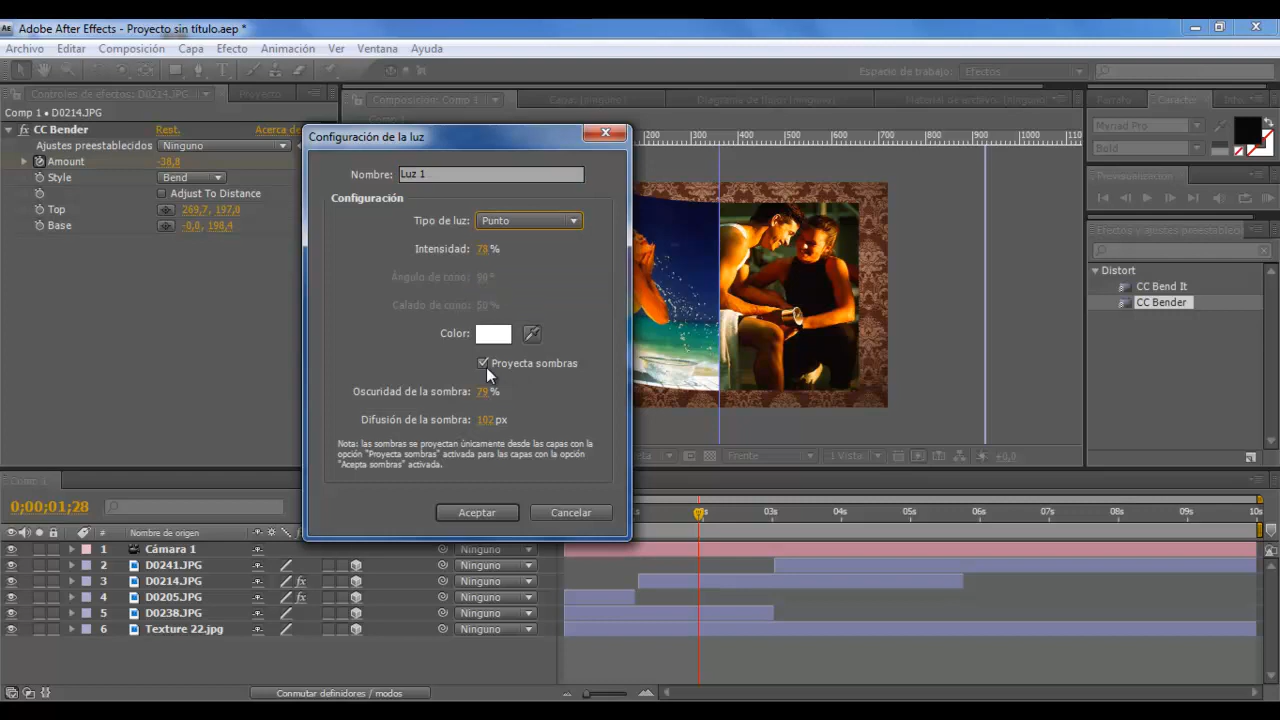 Adobe After Effects - Proyecto sin título.aep *
Archivo Editar Composición Capa Efecto Animación Ver Ventana Ayuda
Espacio de trabajo: Efectos
Controles de efectos: D0214.JPG Proyecto
Composición: Comp 1 Capa: (ninguno) Diagrama de flujo: (ninguno) Material de archivo: (ninguno)
Párrafo Carácter
Comp 1 • D0214.JPG
CC Bender Rest. Acerca de
Ajustes preestablecidos Ninguno
Amount -38,8
Style Bend
Adjust To Distance
Top 269,7, 197,0
Base -0,8, 198,4
Configuración de la luz
Nombre: Luz 1
Configuración
Tipo de luz: Punto
Intensidad: 78 %
Ángulo de cono: 90 °
Calado de cono: 50 %
Color:
Proyecta sombras
Oscuridad de la sombra: 79 %
Difusión de la sombra: 102 px
Nota: las sombras se proyectan únicamente desde las capas con la
opción "Proyecta sombras" activada para las capas con la opción
"Acepta sombras" activada.
Aceptar Cancelar
200 300 400 500 600 700 800 900 1000 110
Myriad Pro
Bold
Previsualización
Efectos y ajustes preestablec
Distort
CC Bend It
CC Bender
Frente 1 Vista +0,0
Comp 1
0;00;01;28
Nombre de origen
02s 03s 04s 05s 06s 07s 08s 09s 10s
1 Cámara 1 Ninguno
2 D0241.JPG Ninguno
3 D0214.JPG fx Ninguno
4 D0205.JPG fx Ninguno
5 D0238.JPG Ninguno
6 Texture 22.jpg Ninguno
Conmutar definidores / modos